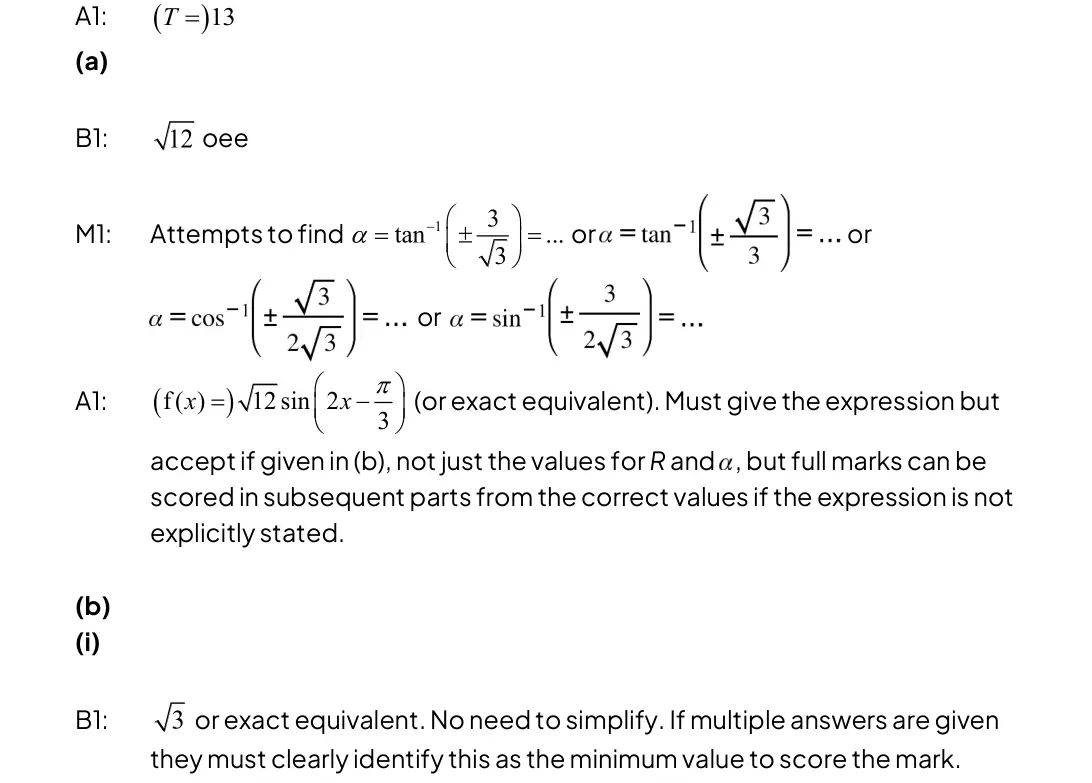 A1: (T =)13
(a)
B1: √12 oee
M1: Attempts to find α = tan⁻¹(± 3/√3) = ... or α = tan⁻¹(± √3/3) = ... or
α = cos⁻¹(± √3/2√3) = ... or α = sin⁻¹(± 3/2√3) = ...
A1: (f(x) =)√12 sin(2x − π/3) (or exact equivalent). Must give the expression but
accept if given in (b), not just the values for R and α, but full marks can be
scored in subsequent parts from the correct values if the expression is not
explicitly stated.
(b)
(i)
B1: √3 or exact equivalent. No need to simplify. If multiple answers are given
they must clearly identify this as the minimum value to score the mark.